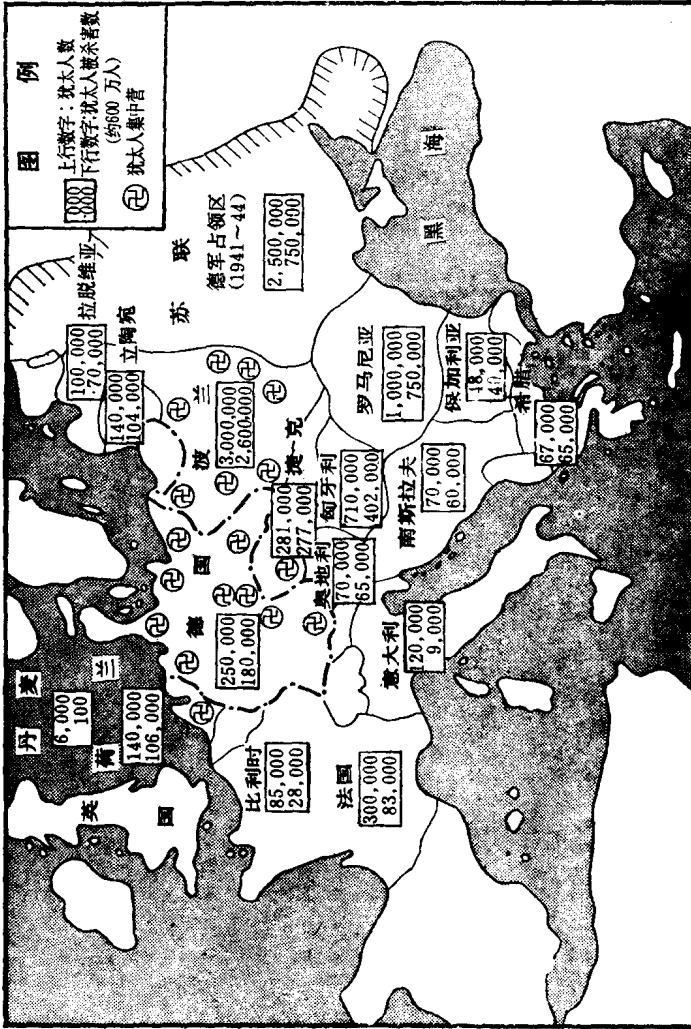 图 例
上行数字：犹太人数
下行数字：犹太人被杀害数
(约600 万人)
卍 犹太人集中营
丹 麦
6,000
100
荷 兰
140,000
106,000
英 国
比利时
85,000
28,000
法国
300,000
83,000
德 国
250,000
180,000
拉脱维亚
100,000
70,000
立陶宛
140,000
104,000
波 兰
3,000,000
2,600,000
苏 联
德军占领区
(1941～44)
2,500,000
750,000
捷 克
281,000
277,000
奥地利
70,000
65,000
匈牙利
710,000
402,000
罗马尼亚
1,000,000
750,000
意大利
120,000
9,000
南斯拉夫
70,000
60,000
保加利亚
48,000
40,000
希腊
67,000
65,000
黑 海